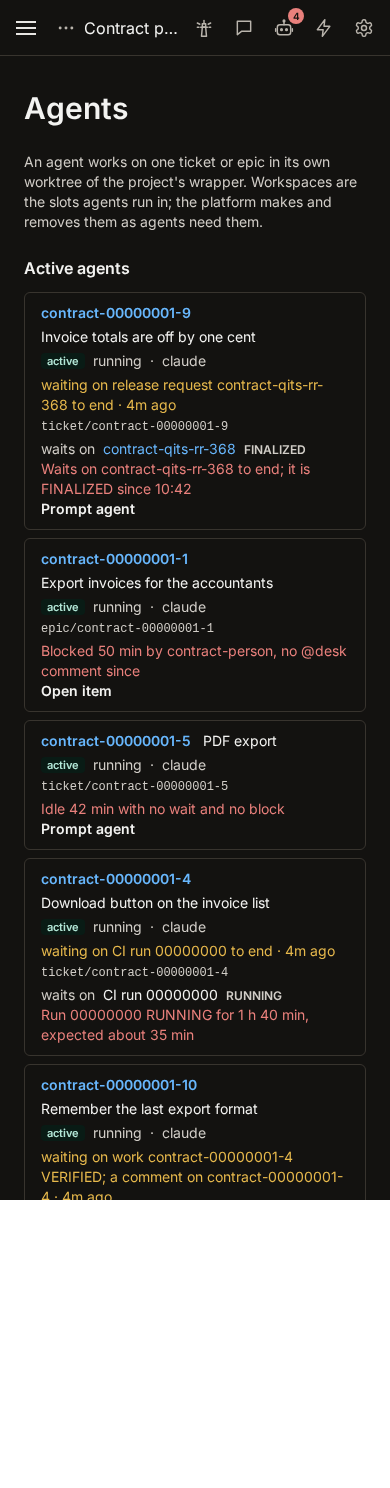 Contract p...
4
Agents
An agent works on one ticket or epic in its own
worktree of the project's wrapper. Workspaces are
the slots agents run in; the platform makes and
removes them as agents need them.
Active agents
contract-00000001-9
Invoice totals are off by one cent
active running · claude
waiting on release request contract-qits-rr-
368 to end · 4m ago
ticket/contract-00000001-9
waits on contract-qits-rr-368 FINALIZED
Waits on contract-qits-rr-368 to end; it is
FINALIZED since 10:42
Prompt agent
contract-00000001-1
Export invoices for the accountants
active running · claude
epic/contract-00000001-1
Blocked 50 min by contract-person, no @desk
comment since
Open item
contract-00000001-5 PDF export
active running · claude
ticket/contract-00000001-5
Idle 42 min with no wait and no block
Prompt agent
contract-00000001-4
Download button on the invoice list
active running · claude
waiting on CI run 00000000 to end · 4m ago
ticket/contract-00000001-4
waits on CI run 00000000 RUNNING
Run 00000000 RUNNING for 1 h 40 min,
expected about 35 min
contract-00000001-10
Remember the last export format
active running · claude
waiting on work contract-00000001-4
VERIFIED; a comment on contract-00000001-
4 · 4m ago